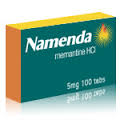 Namenda
memantine HCl
5mg 100 tabs